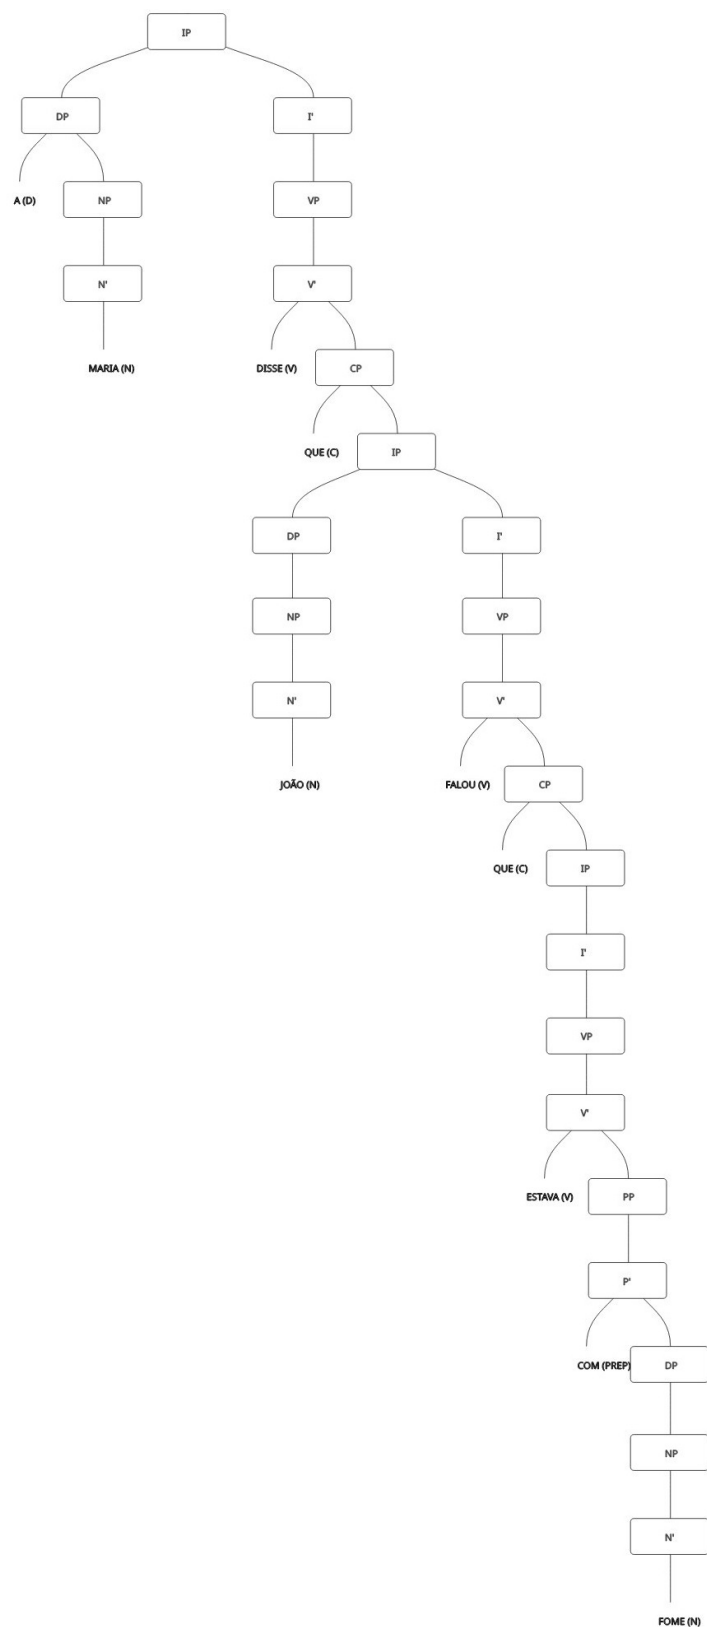 IP
DP I'
A (D) NP VP
N' V'
MARIA (N) DISSE (V) CP
QUE (C) IP
DP I'
NP VP
N' V'
JOÃO (N) FALOU (V) CP
QUE (C) IP
I'
VP
V'
ESTAVA (V) PP
P'
COM (PREP) DP
NP
N'
FOME (N)